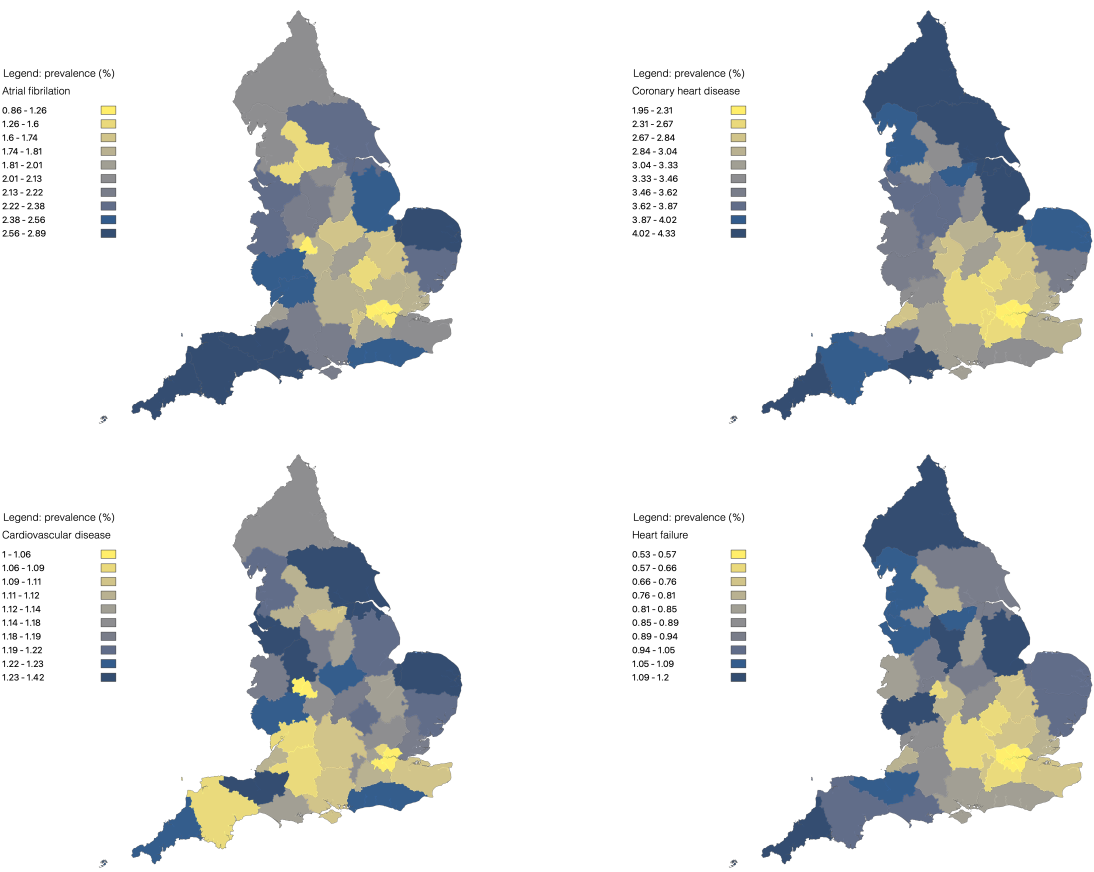 Legend: prevalence (%)
Atrial fibrilation
0.86 - 1.26
1.26 - 1.6
1.6 - 1.74
1.74 - 1.81
1.81 - 2.01
2.01 - 2.13
2.13 - 2.22
2.22 - 2.38
2.38 - 2.56
2.56 - 2.89
Legend: prevalence (%)
Coronary heart disease
1.95 - 2.31
2.31 - 2.67
2.67 - 2.84
2.84 - 3.04
3.04 - 3.33
3.33 - 3.46
3.46 - 3.62
3.62 - 3.87
3.87 - 4.02
4.02 - 4.33
Legend: prevalence (%)
Cardiovascular disease
1 - 1.06
1.06 - 1.09
1.09 - 1.11
1.11 - 1.12
1.12 - 1.14
1.14 - 1.18
1.18 - 1.19
1.19 - 1.22
1.22 - 1.23
1.23 - 1.42
Legend: prevalence (%)
Heart failure
0.53 - 0.57
0.57 - 0.66
0.66 - 0.76
0.76 - 0.81
0.81 - 0.85
0.85 - 0.89
0.89 - 0.94
0.94 - 1.05
1.05 - 1.09
1.09 - 1.2